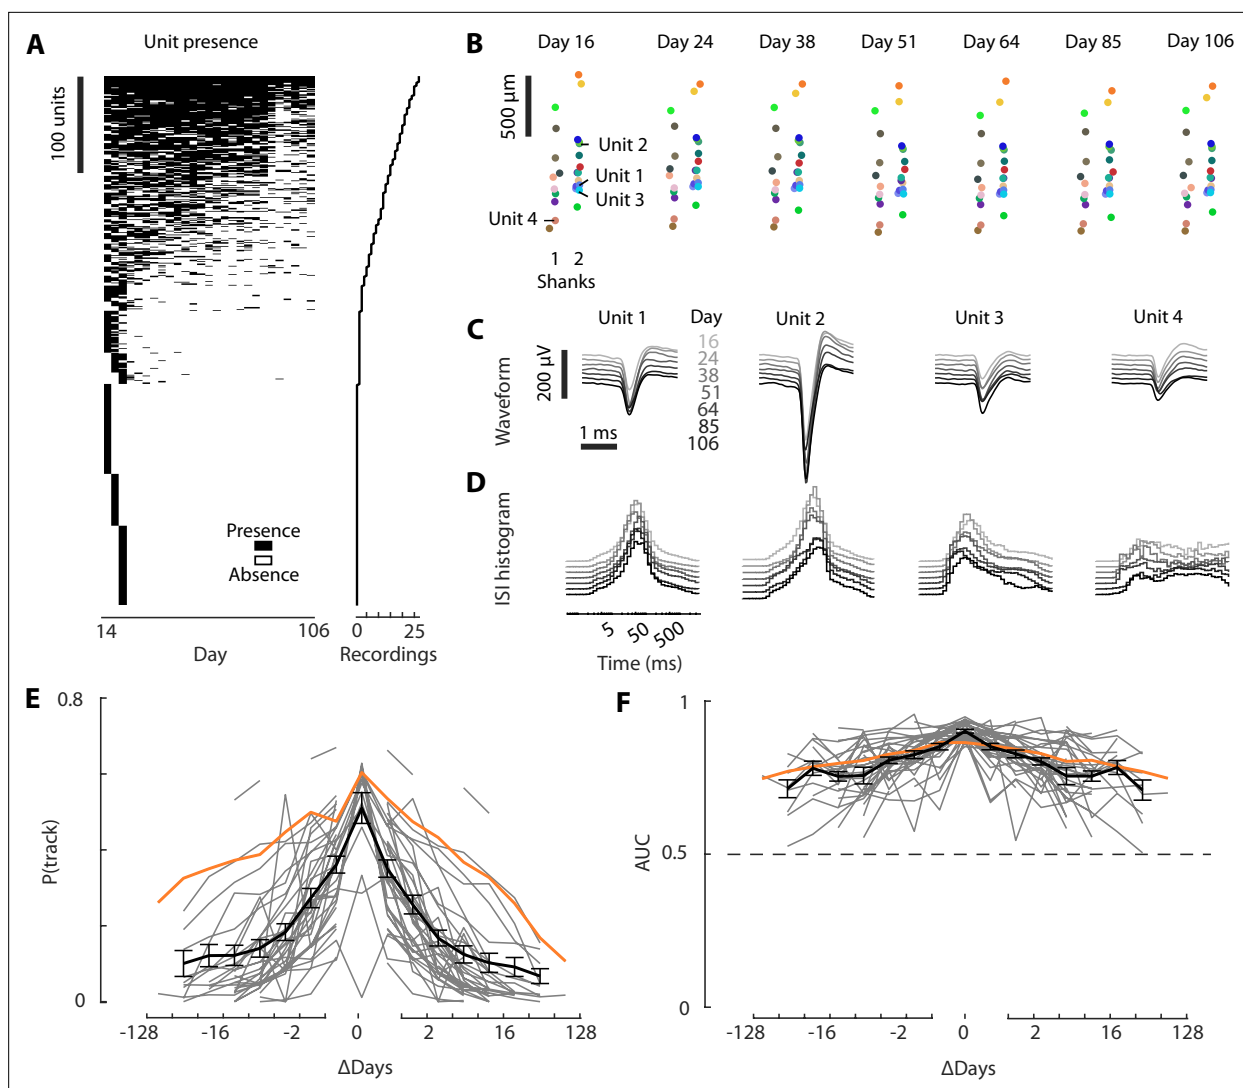 A
Unit presence
100 units
Presence
Absence
14
106
Day
0
25
Recordings
B
Day 16
Day 24
Day 38
Day 51
Day 64
Day 85
Day 106
500 µm
Unit 2
Unit 1
Unit 3
Unit 4
1 2
Shanks
C
Unit 1
Day
Unit 2
Unit 3
Unit 4
Waveform
200 µV
16
24
38
51
64
85
106
1 ms
D
ISI histogram
5
50
500
Time (ms)
E
0.8
P(track)
0
-128
-16
-2
0
2
16
128
ΔDays
F
1
AUC
0.5
0
-128
-16
-2
0
2
16
128
ΔDays